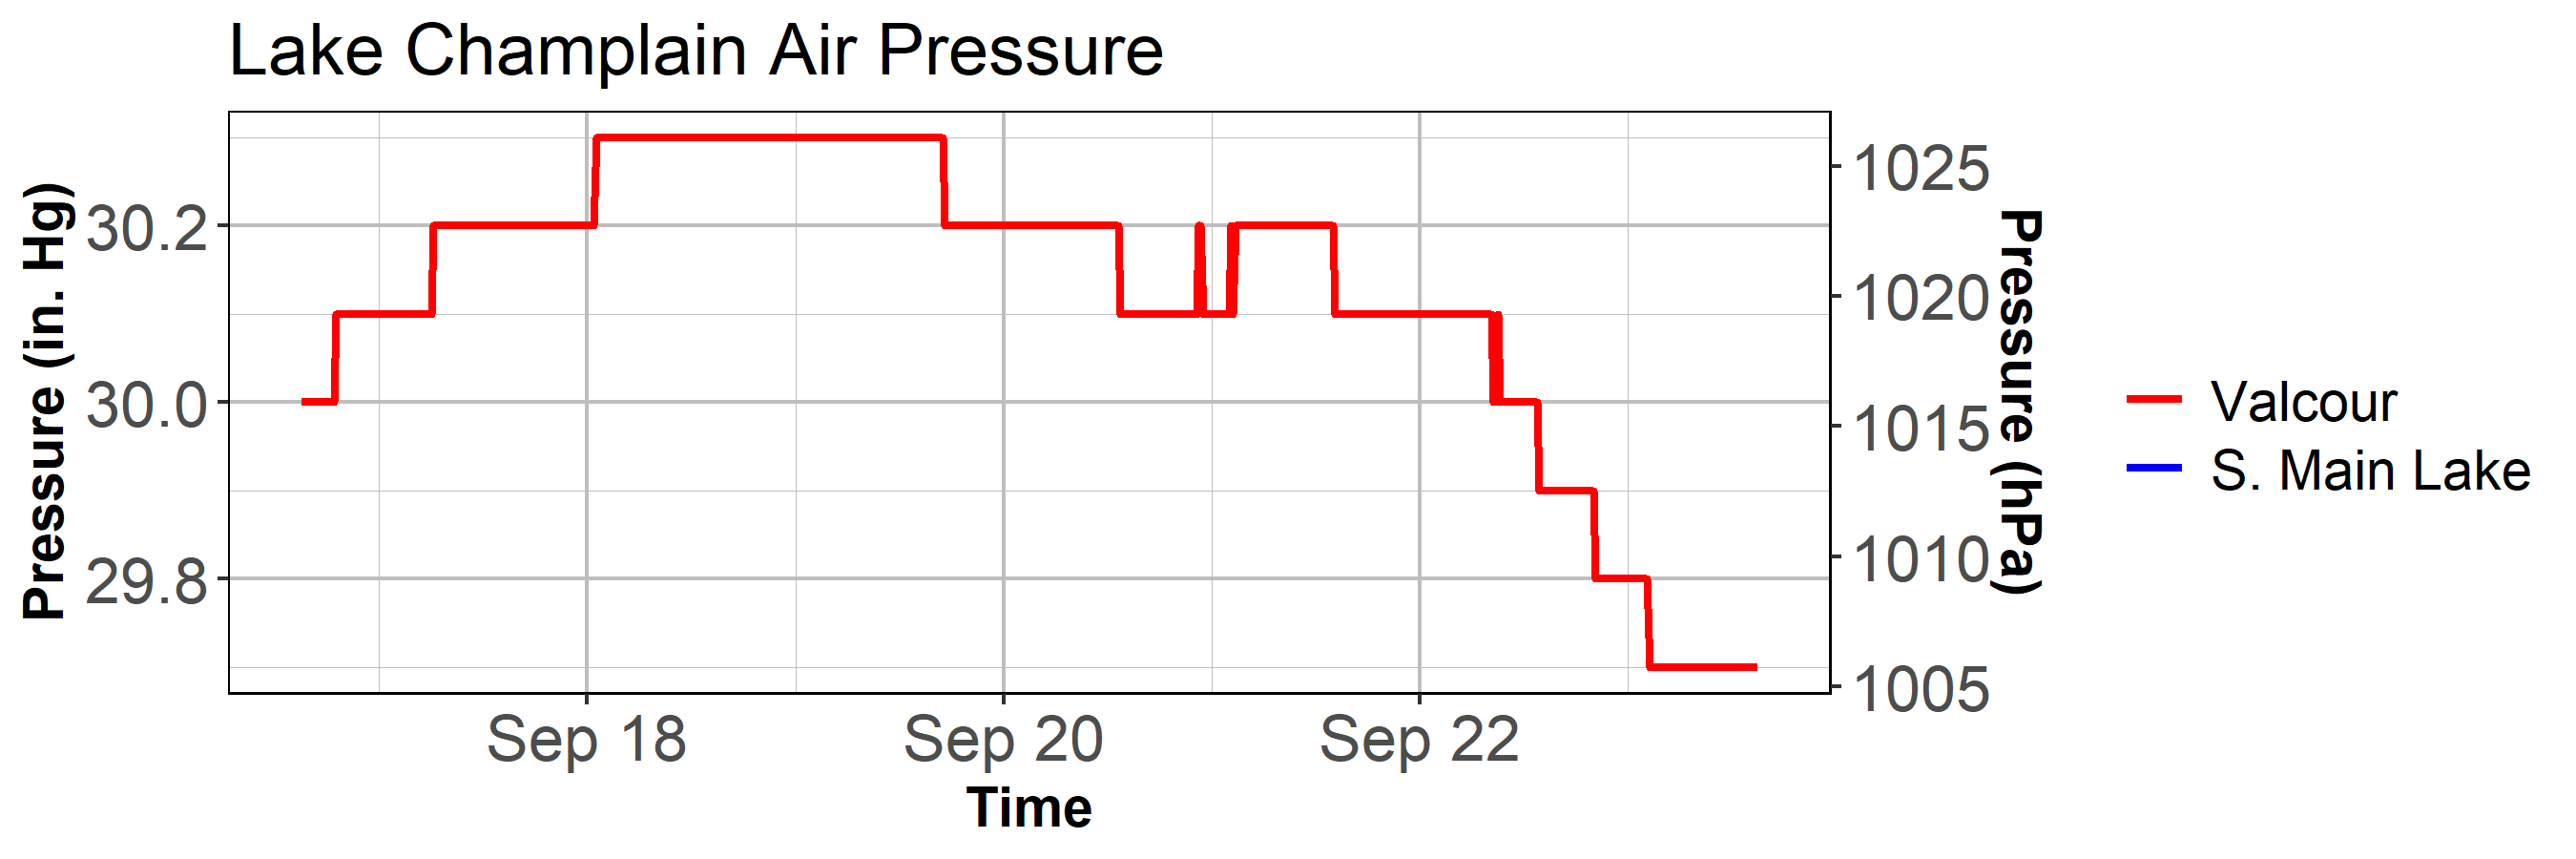 Lake Champlain Air Pressure
Pressure (in. Hg)
30.2
30.0
29.8
1025
1020
1015
1010
1005
Pressure (hPa)
Valcour
S. Main Lake
Sep 18
Sep 20
Sep 22
Time